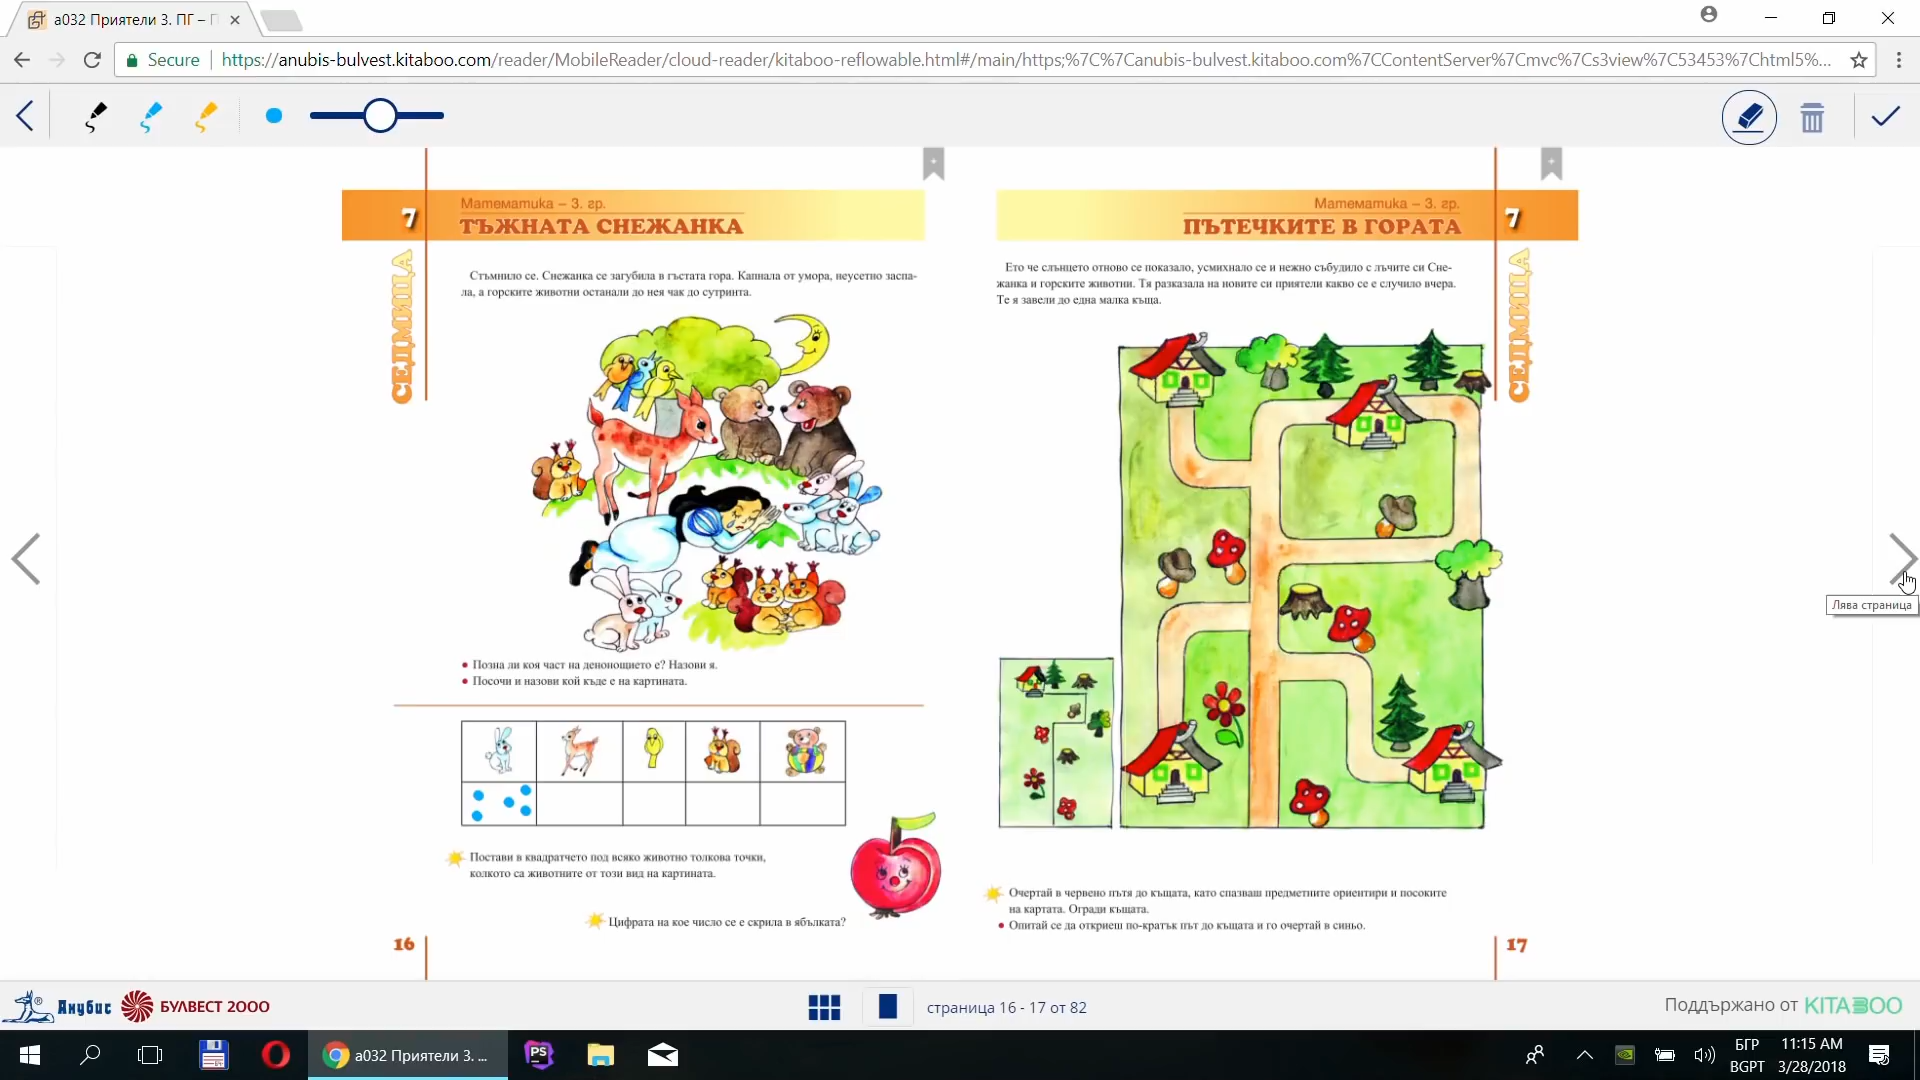 а032 Приятели 3. ПГ – П
Secure
https://anubis-bulvest.kitaboo.com/reader/MobileReader/cloud-reader/kitaboo-reflowable.html#/main/https;%7C%7Canubis-bulvest.kitaboo.com%7CContentServer%7Cmvc%7Cs3view%7C53453%7Chtml5%...
7
Математика – 3. гр.
ТЪЖНАТА СНЕЖАНКА
СЕДМИЦА
Стъмнило се. Снежанка се загубила в гъстата гора. Капнала от умора, неусетно заспа-
ла, а горските животни останали до нея чак до сутринта.
• Позна ли коя част на денонощието е? Назови я.
• Посочи и назови кой къде е на картината.
Постави в квадратчето под всяко животно толкова точки,
колкото са животните от този вид на картината.
Цифрата на кое число се е скрила в ябълката?
16
Математика – 3. гр.
7
ПЪТЕЧКИТЕ В ГОРАТА
СЕДМИЦА
Ето че слънцето отново се показало, усмихнало се и нежно събудило с лъчите си Сне-
жанка и горските животни. Тя разказала на новите си приятели какво се е случило вчера.
Те я завели до една малка къща.
Очертай в червено пътя до къщата, като спазваш предметните ориентири и посоките
на картата. Огради къщата.
• Опитай се да откриеш по-кратък път до къщата и го очертай в синьо.
17
Лява страница
Анубис
БУЛВЕСТ 2000
страница 16 - 17 от 82
Поддържано от KITABOO
а032 Приятели 3. ...
PS
БГР
BGPT
11:15 AM
3/28/2018